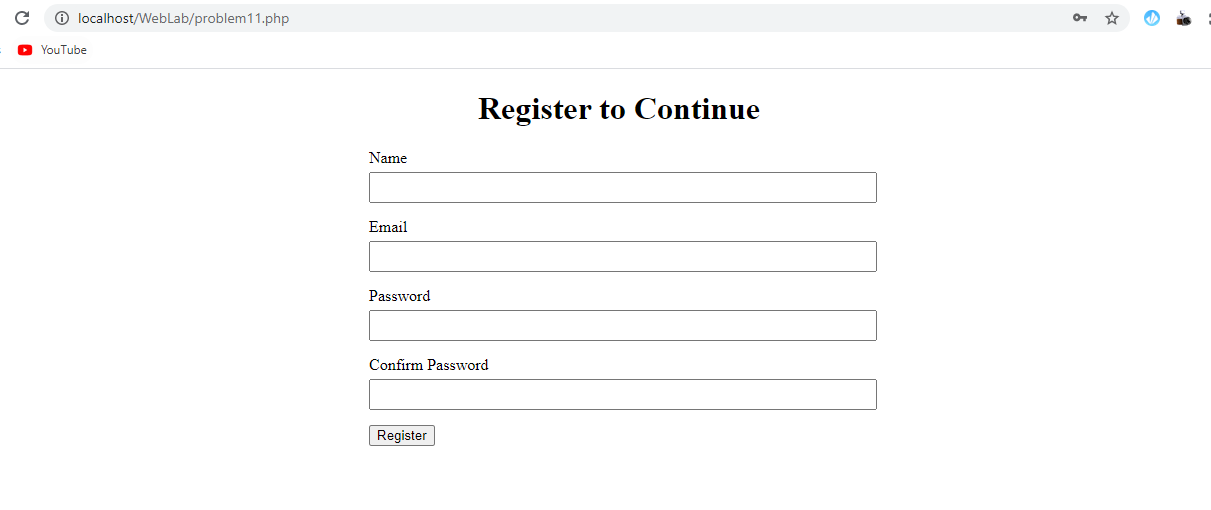 localhost/WebLab/problem11.php
YouTube
Register to Continue
Name
Email
Password
Confirm Password
Register